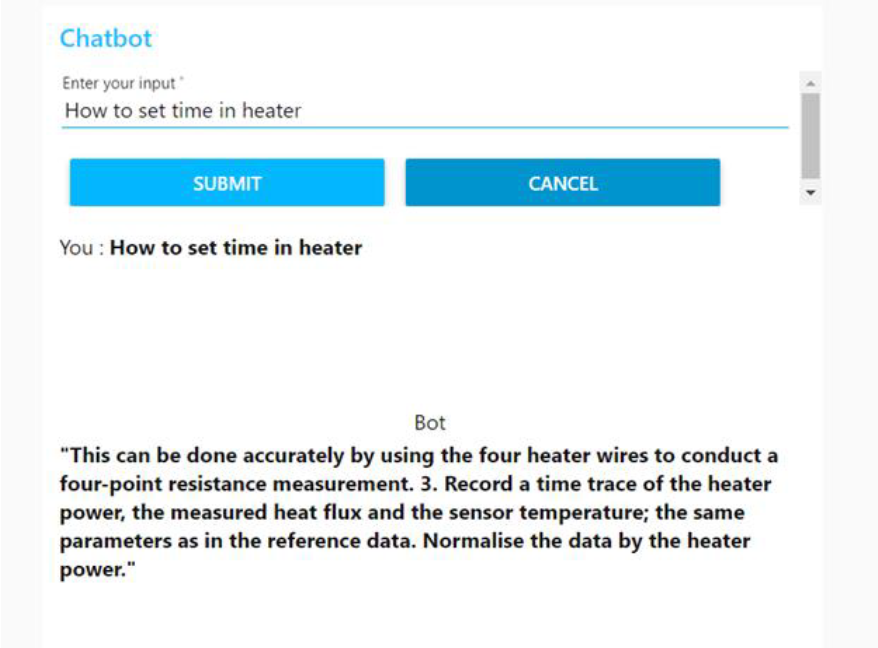 Chatbot
Enter your input *
How to set time in heater
SUBMIT
CANCEL
You : How to set time in heater
Bot
"This can be done accurately by using the four heater wires to conduct a
four-point resistance measurement. 3. Record a time trace of the heater
power, the measured heat flux and the sensor temperature; the same
parameters as in the reference data. Normalise the data by the heater
power."